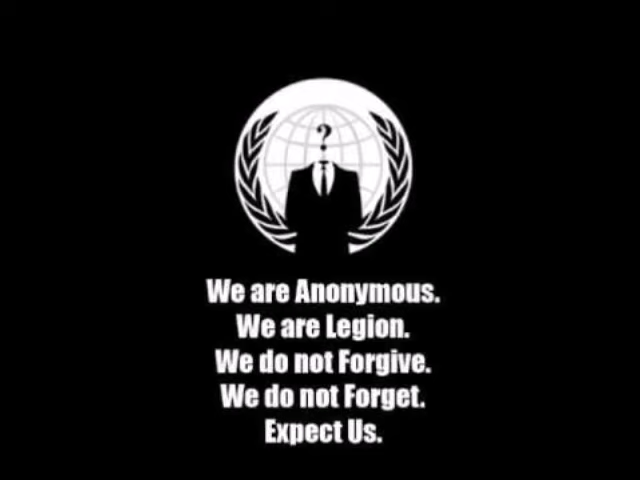 ?
We are Anonymous.
We are Legion.
We do not Forgive.
We do not Forget.
Expect Us.